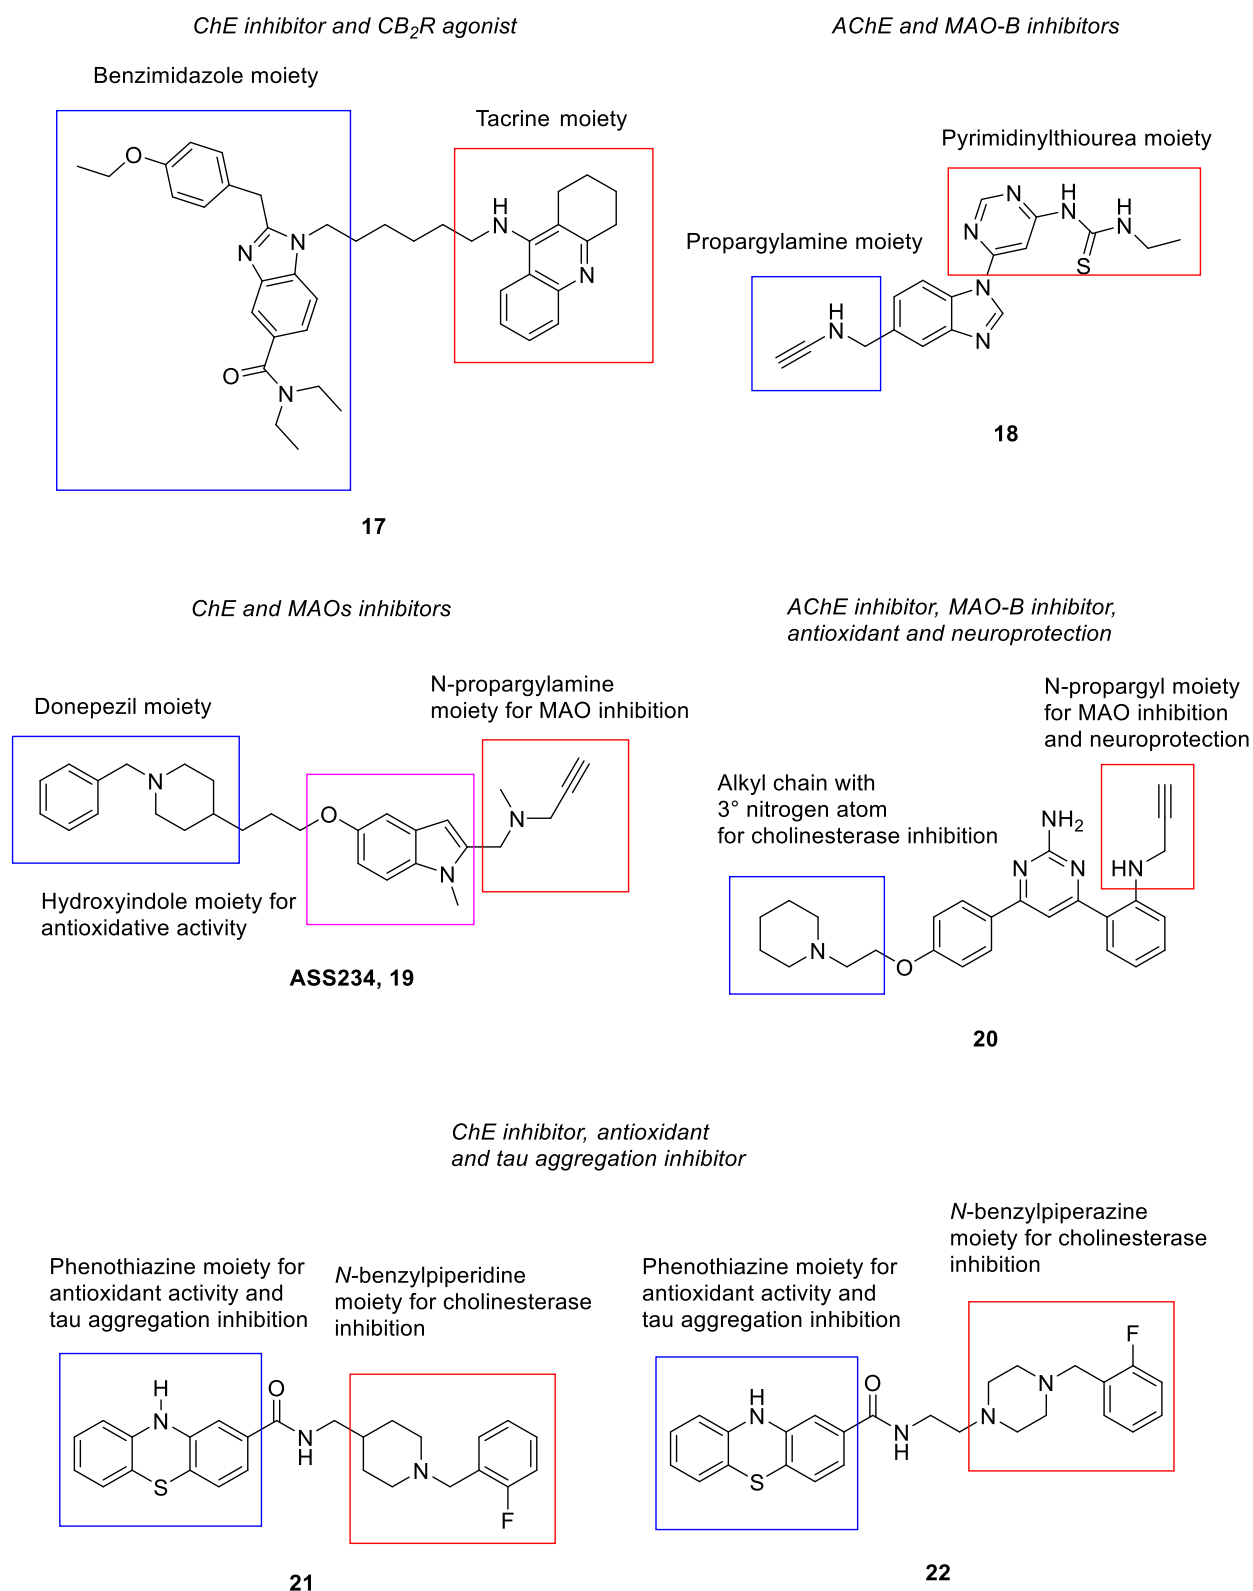 ChE inhibitor and CB2R agonist
Benzimidazole moiety
Tacrine moiety
O
H
N
N
N
N
O
N
17
AChE and MAO-B inhibitors
Pyrimidinylthiourea moiety
Propargylamine moiety
N
H
N
H
N
N
S
N
H
N
N
18
ChE and MAOs inhibitors
Donepezil moiety
N-propargylamine
moiety for MAO inhibition
N
O
N
N
Hydroxyindole moiety for
antioxidative activity
ASS234, 19
AChE inhibitor, MAO-B inhibitor,
antioxidant and neuroprotection
N-propargyl moiety
for MAO inhibition
and neuroprotection
Alkyl chain with
3° nitrogen atom
for cholinesterase inhibition
NH2
N
N
HN
N
O
20
ChE inhibitor, antioxidant
and tau aggregation inhibitor
Phenothiazine moiety for
antioxidant activity and
tau aggregation inhibition
N-benzylpiperidine
moiety for cholinesterase
inhibition
H
N
O
N
H
S
N
F
21
Phenothiazine moiety for
antioxidant activity and
tau aggregation inhibition
N-benzylpiperazine
moiety for cholinesterase
inhibition
F
H
N
O
N
N
N
H
S
22